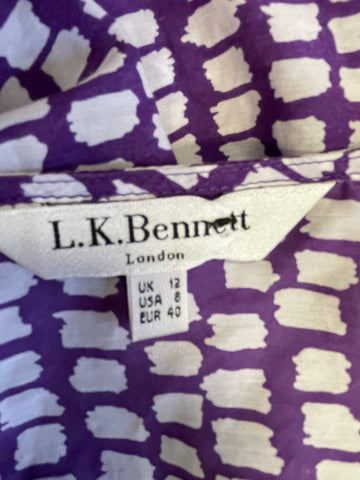 L.K.Bennett
London
UK 12
USA 8
EUR 40